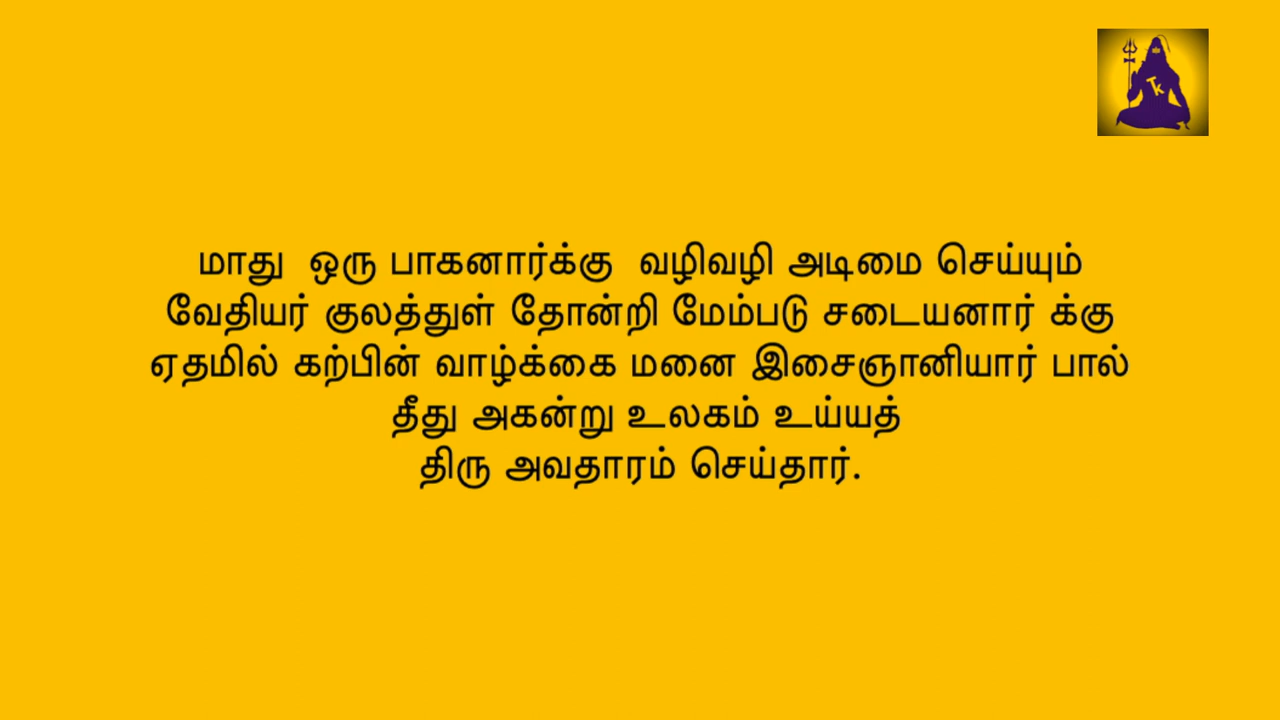 Tk
மாது ஒரு பாகனார்க்கு வழிவழி அடிமை செய்யும்
வேதியர் குலத்துள் தோன்றி மேம்படு சடையனார் க்கு
ஏதமில் கற்பின் வாழ்க்கை மனை இசைஞானியார் பால்
தீது அகன்று உலகம் உய்யத்
திரு அவதாரம் செய்தார்.